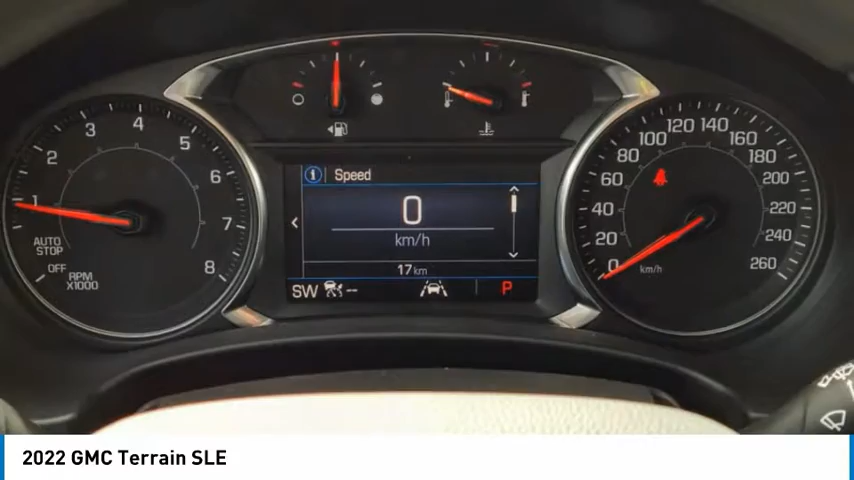 1
2
3
4
5
6
7
8
AUTO
STOP
OFF
RPM
X1000
i Speed
0
km/h
17 km
SW --
P
0
20
40
60
80
100
120
140
160
180
200
220
240
260
km/h
2022 GMC Terrain SLE